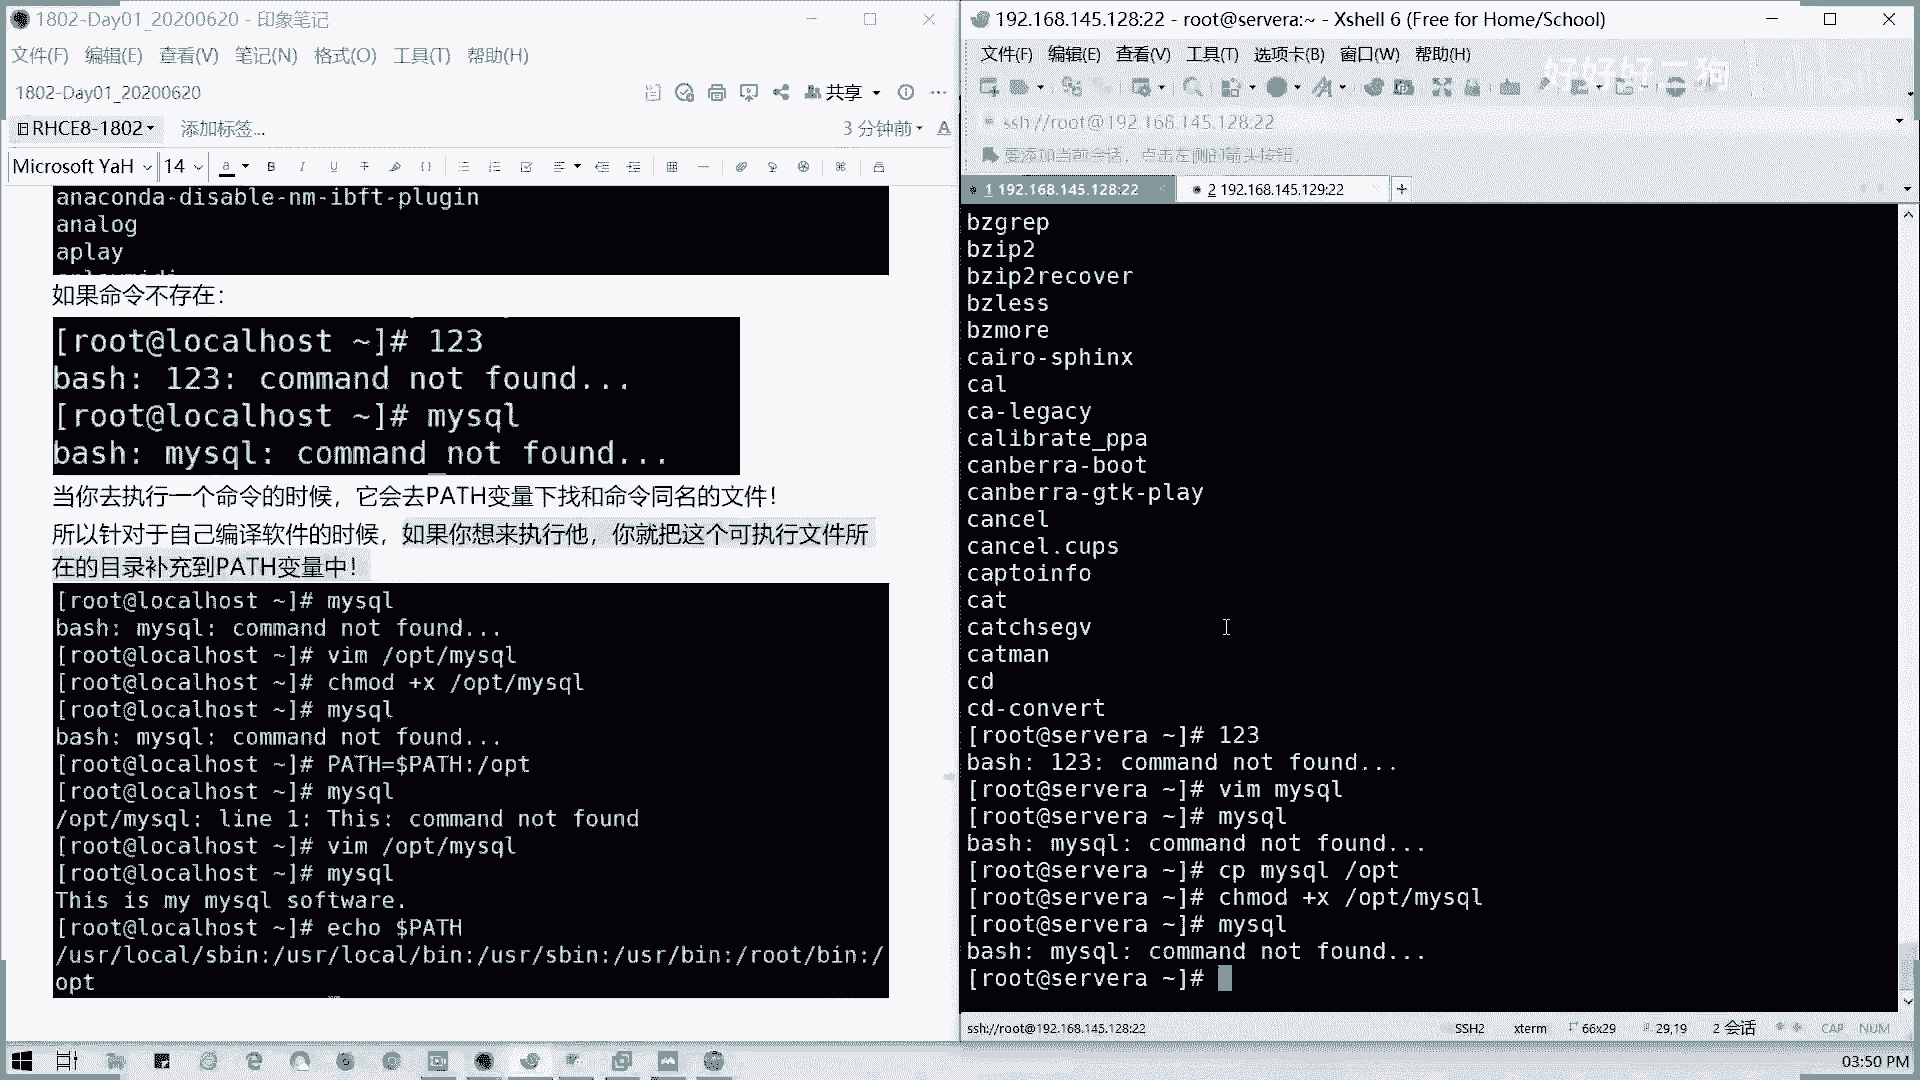 1802-Day01_20200620 - 印象笔记
文件(F) 编辑(E) 查看(V) 笔记(N) 格式(O) 工具(T) 帮助(H)
1802-Day01_20200620
共享
RHCE8-1802
添加标签...
3 分钟前
Microsoft YaH
14
anaconda-disable-nm-ibft-plugin
analog
aplay
如果命令不存在：
[root@localhost ~]# 123
bash: 123: command not found...
[root@localhost ~]# mysql
bash: mysql: command not found...
当你去执行一个命令的时候，它会去PATH变量下找和命令同名的文件！
所以针对于自己编译软件的时候，如果你想来执行他，你就把这个可执行文件所
在的目录补充到PATH变量中！
[root@localhost ~]# mysql
bash: mysql: command not found...
[root@localhost ~]# vim /opt/mysql
[root@localhost ~]# chmod +x /opt/mysql
[root@localhost ~]# mysql
bash: mysql: command not found...
[root@localhost ~]# PATH=$PATH:/opt
[root@localhost ~]# mysql
/opt/mysql: line 1: This: command not found
[root@localhost ~]# vim /opt/mysql
[root@localhost ~]# mysql
This is my mysql software.
[root@localhost ~]# echo $PATH
/usr/local/sbin:/usr/local/bin:/usr/sbin:/usr/bin:/root/bin:/
opt
192.168.145.128:22 - root@servera:~ - Xshell 6 (Free for Home/School)
文件(F) 编辑(E) 查看(V) 工具(T) 选项卡(B) 窗口(W) 帮助(H)
好好好二狗
ssh://root@192.168.145.128:22
要添加当前会话，点击左侧的箭头按钮。
1 192.168.145.128:22
2 192.168.145.129:22
bzgrep
bzip2
bzip2recover
bzless
bzmore
cairo-sphinx
cal
ca-legacy
calibrate_ppa
canberra-boot
canberra-gtk-play
cancel
cancel.cups
captoinfo
cat
catchsegv
catman
cd
cd-convert
[root@servera ~]# 123
bash: 123: command not found...
[root@servera ~]# vim mysql
[root@servera ~]# mysql
bash: mysql: command not found...
[root@servera ~]# cp mysql /opt
[root@servera ~]# chmod +x /opt/mysql
[root@servera ~]# mysql
bash: mysql: command not found...
[root@servera ~]#
ssh://root@192.168.145.128:22
SSH2 xterm 66x29 29,19 2 会话 CAP NUM
03:50 PM